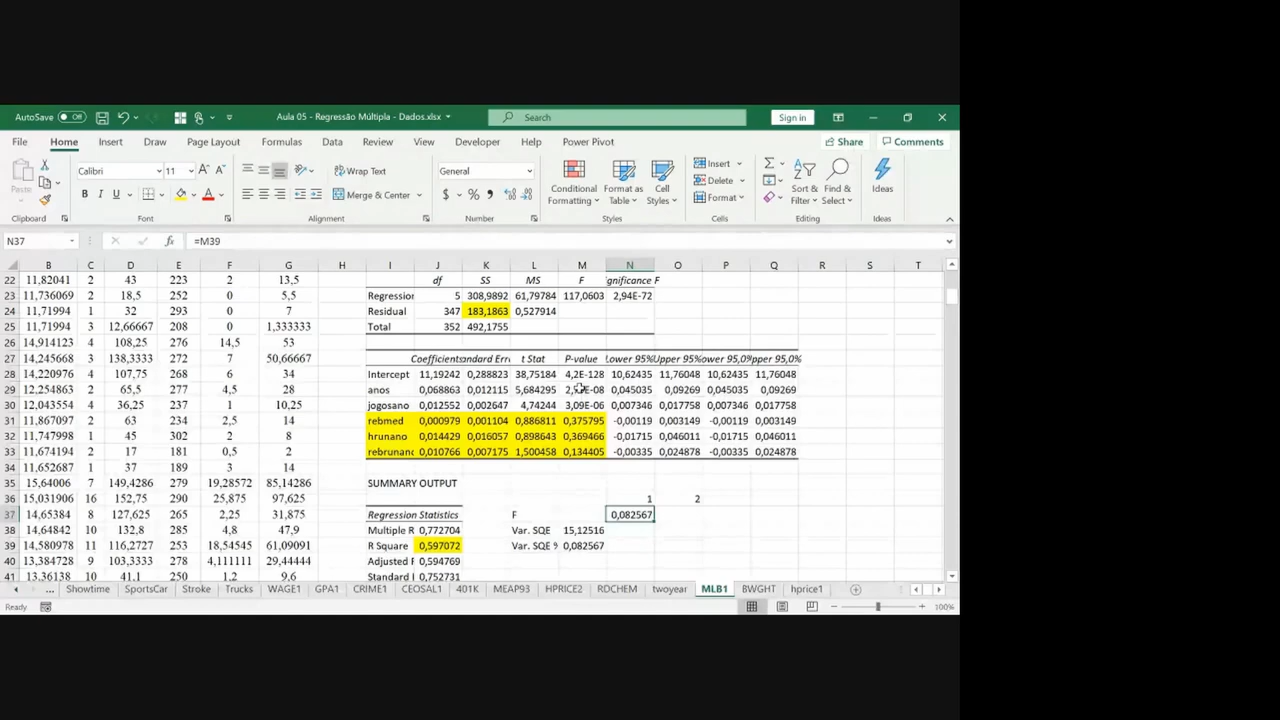 AutoSave Off Aula 05 - Regressão Múltipla - Dados.xlsx Search Sign in
File Home Insert Draw Page Layout Formulas Data Review View Developer Help Power Pivot Share Comments
Paste Calibri 11 Wrap Text General Conditional Formatting Format as Table Cell Styles Insert Sort & Filter Find & Select Ideas
B I U Merge & Center $ % Delete
Format
Clipboard Font Alignment Number Styles Cells Editing Ideas
N37 fx =M39
B C D E F G H I J K L M N O P Q R S T
22 11,82041 2 43 223 2 13,5 df SS MS F ignificance F
23 11,736069 2 18,5 252 0 5,5 Regression 5 308,9892 61,79784 117,0603 2,94E-72
24 11,71994 1 32 293 0 7 Residual 347 183,1863 0,527914
25 11,71994 3 12,66667 208 0 1,333333 Total 352 492,1755
26 14,914123 4 108,25 276 14,5 53
27 14,245668 3 138,3333 272 7 50,66667 Coefficients andard Erro t Stat P-value Lower 95% Upper 95% ower 95,0% pper 95,0%
28 14,220976 4 107,75 268 6 34 Intercept 11,19242 0,288823 38,75184 4,2E-128 10,62435 11,76048 10,62435 11,76048
29 12,254863 2 65,5 237 4,5 28 anos 0,068863 0,012115 5,684295 E-08 0,045035 0,09269 0,045035 0,09269
30 12,043554 4 36,25 237 1 10,25 jogosano 0,012552 0,002647 4,74244 3,09E-06 0,007346 0,017758 0,007346 0,017758
31 11,867097 2 63 234 2,5 14 rebmed 0,000979 0,001104 0,886811 0,375795 -0,00119 0,003149 -0,00119 0,003149
32 11,747998 1 45 302 2 8 hrunano 0,014429 0,016057 0,898643 0,369466 -0,01715 0,046011 -0,01715 0,046011
33 11,674194 2 17 181 0,5 2 rebrunano 0,010766 0,007175 1,500458 0,134405 -0,00335 0,024878 -0,00335 0,024878
34 11,652687 1 37 189 3 14
35 15,64006 7 149,4286 287 19,28572 85,14286 SUMMARY OUTPUT
36 15,031906 16 152,75 290 25,875 97,625 1 2
37 14,65384 8 127,625 265 2,25 31,875 Regression Statistics F 0,082567
38 14,64842 10 132,8 285 4,8 47,9 Multiple R 0,772704 Var. SQE 15,12516
39 14,580978 11 116,2727 253 18,54545 61,09091 R Square 0,597072 Var. SQE % 0,082567
40 13,384728 9 103,3333 278 4,111111 29,44444 Adjusted R 0,594769
41 13,36138 10 41,1 250 1,2 9,6 Standard E 0,752731
... Showtime SportsCar Stroke Trucks WAGE1 GPA1 CRIME1 CEOSAL1 401K MEAP93 HPRICE2 RDCHEM twoyear MLB1 BWGHT hprice1
Ready 100%